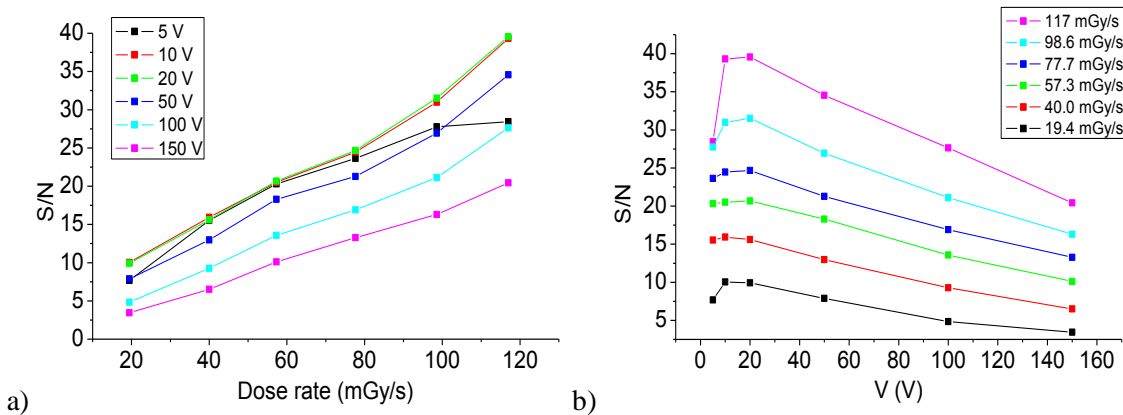 5 V
10 V
20 V
50 V
100 V
150 V
40
35
30
25
20
15
10
5
0
S/N
20 40 60 80 100 120
Dose rate (mGy/s)
a)
117 mGy/s
98.6 mGy/s
77.7 mGy/s
57.3 mGy/s
40.0 mGy/s
19.4 mGy/s
40
35
30
25
20
15
10
5
S/N
0 20 40 60 80 100 120 140 160
V (V)
b)